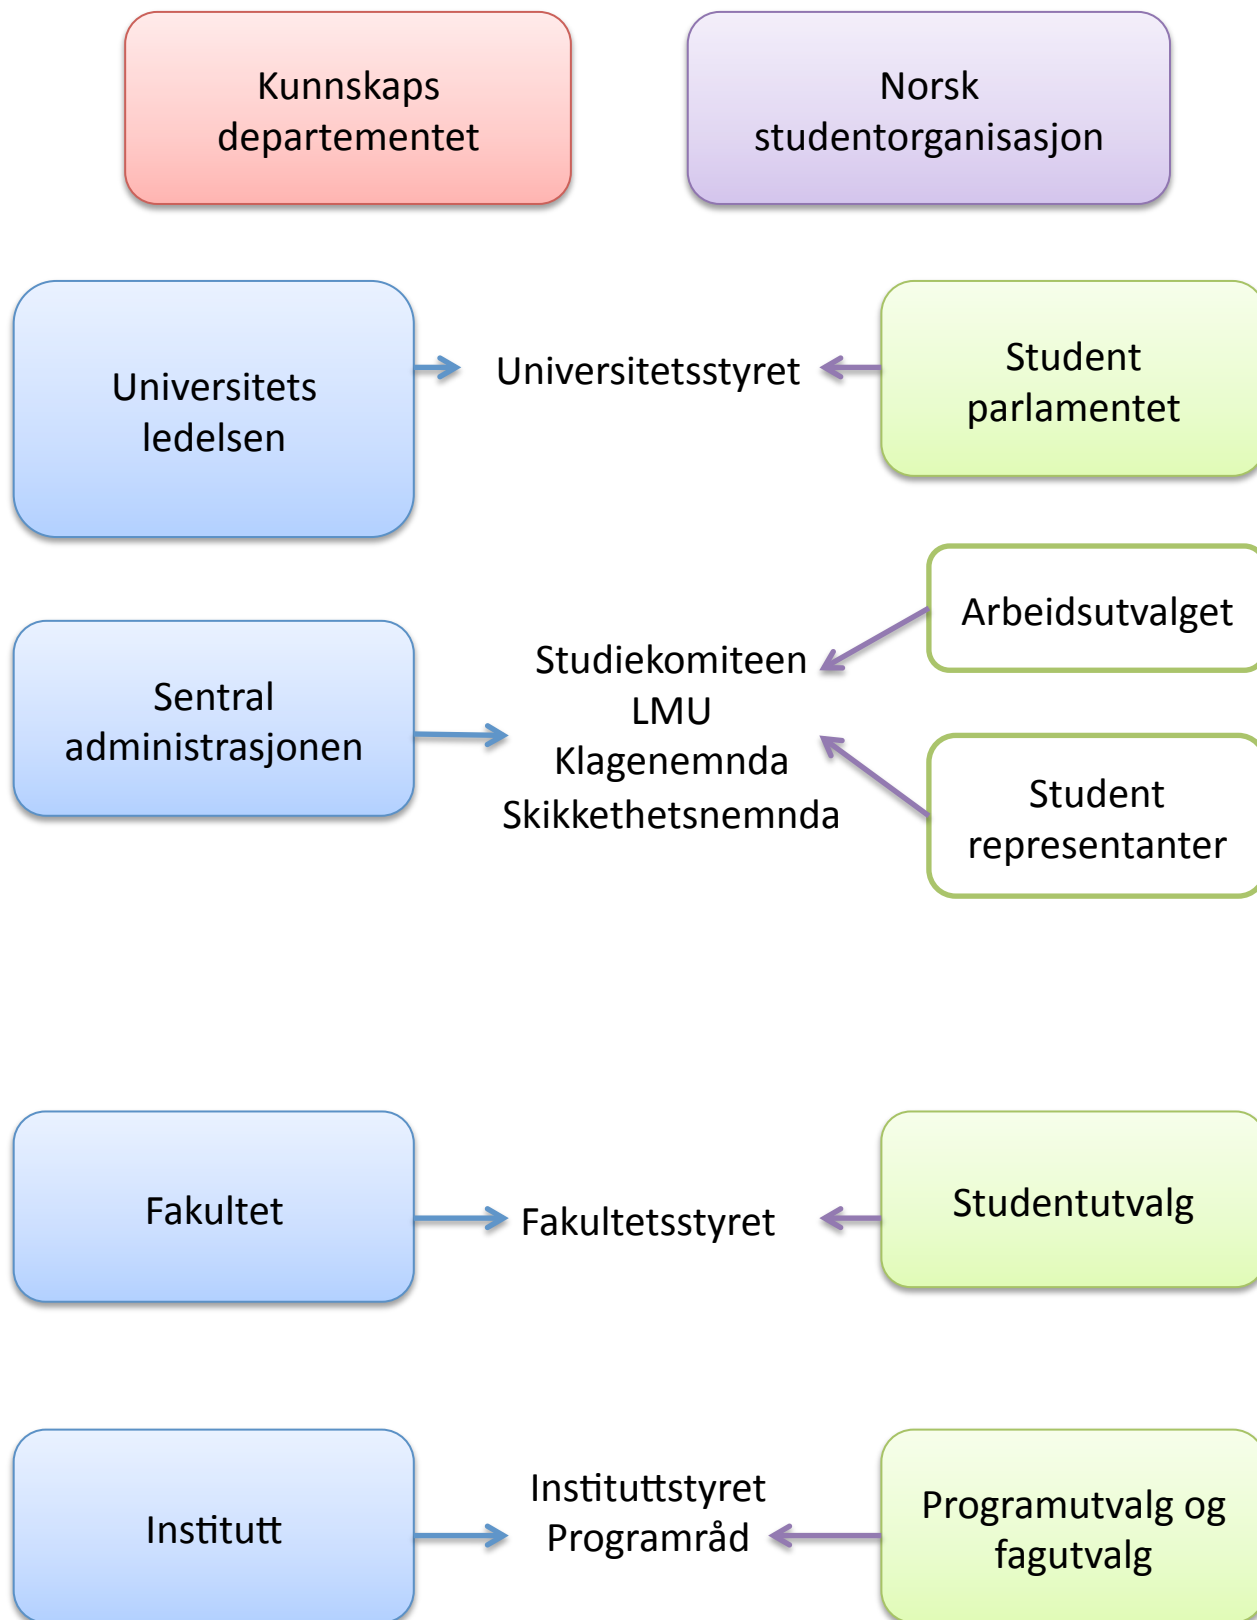 Kunnskaps
departementet
Norsk
studentorganisasjon
Universitets
ledelsen
Universitetsstyret
Student
parlamentet
Sentral
administrasjonen
Studiekomiteen
LMU
Klagenemnda
Skikkethetsnemnda
Arbeidsutvalget
Student
representanter
Fakultet
Fakultetsstyret
Studentutvalg
Institutt
Instituttstyret
Programråd
Programutvalg og
fagutvalg